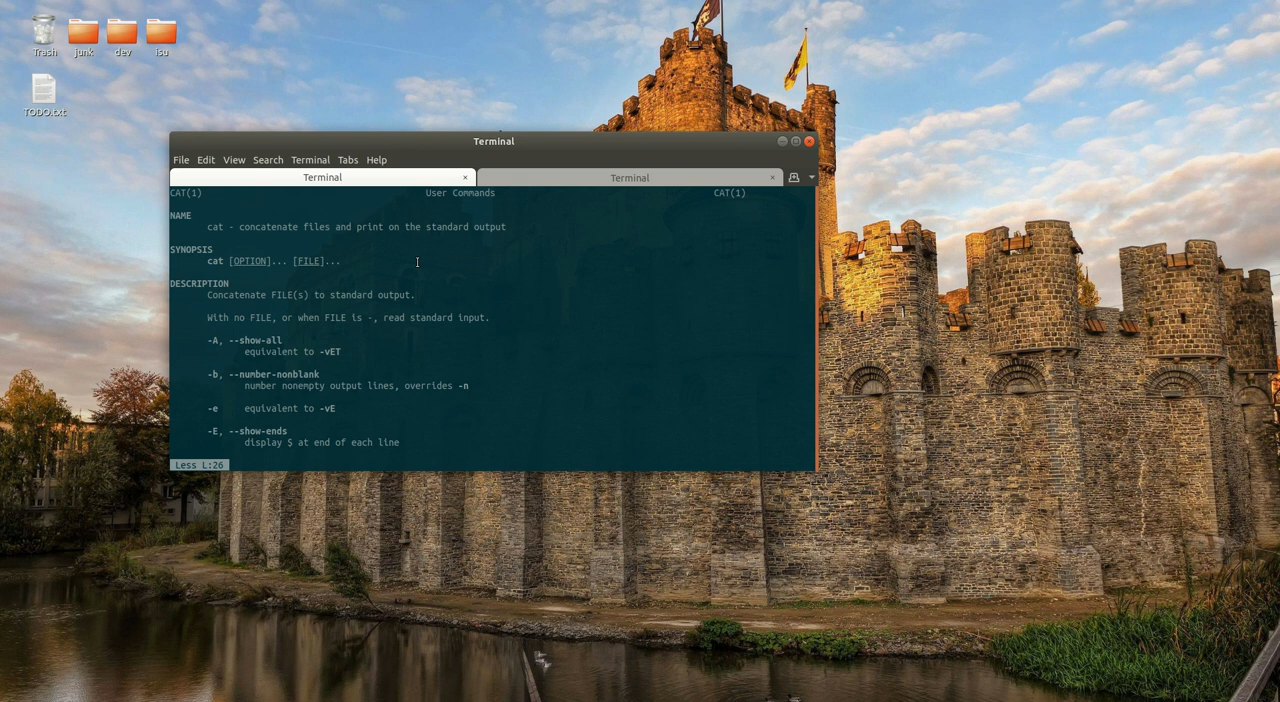 Trash junk dev isu
TODO.txt
Terminal
File Edit View Search Terminal Tabs Help
Terminal × Terminal ×
CAT(1) User Commands CAT(1)
NAME
cat - concatenate files and print on the standard output
SYNOPSIS
cat [OPTION]... [FILE]...
DESCRIPTION
Concatenate FILE(s) to standard output.
With no FILE, or when FILE is -, read standard input.
-A, --show-all
equivalent to -vET
-b, --number-nonblank
number nonempty output lines, overrides -n
-e equivalent to -vE
-E, --show-ends
display $ at end of each line
Less L:26